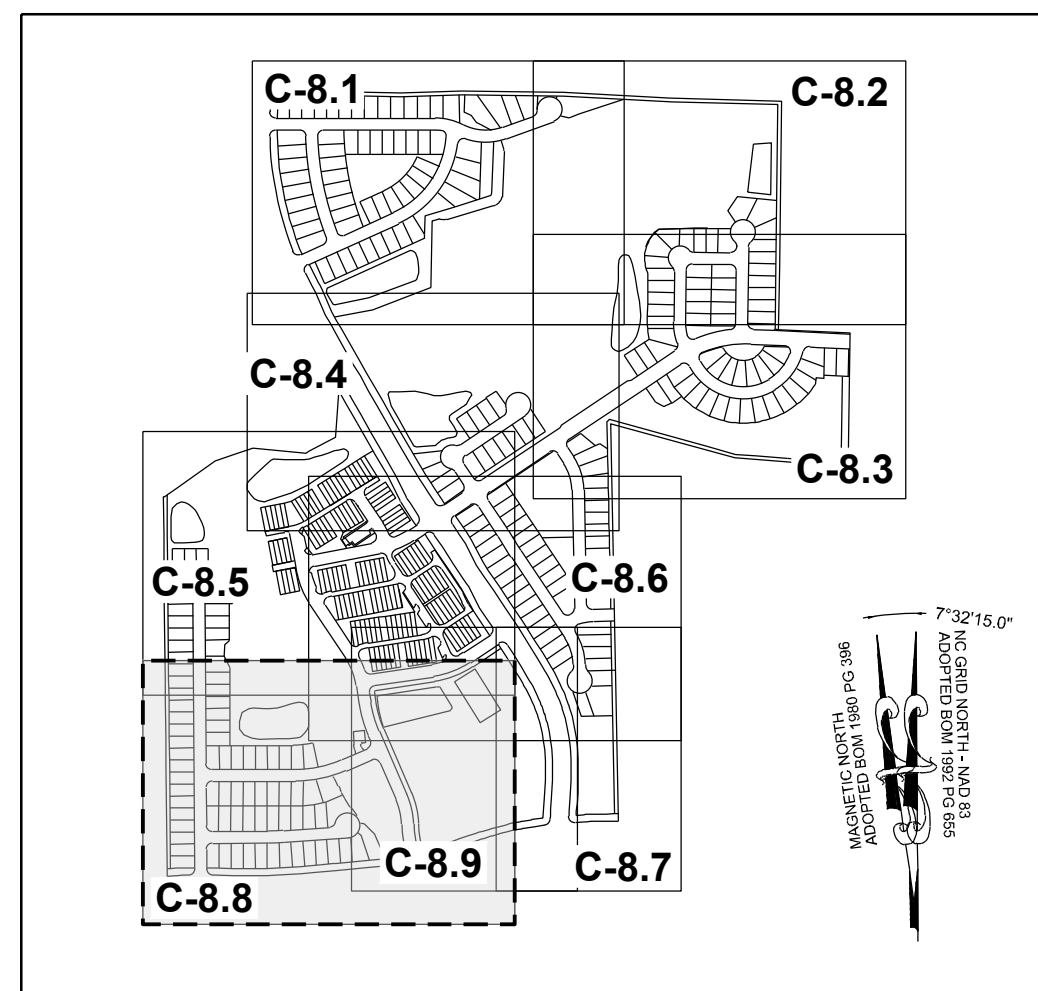 C-8.1
C-8.2
C-8.4
C-8.3
C-8.5
C-8.6
7°32'15.0"
MAGNETIC NORTH
ADOPTED BOM 1980 PG 396
NC GRID NORTH - NAD 83
ADOPTED BOM 1992 PG 655
C-8.9
C-8.7
C-8.8